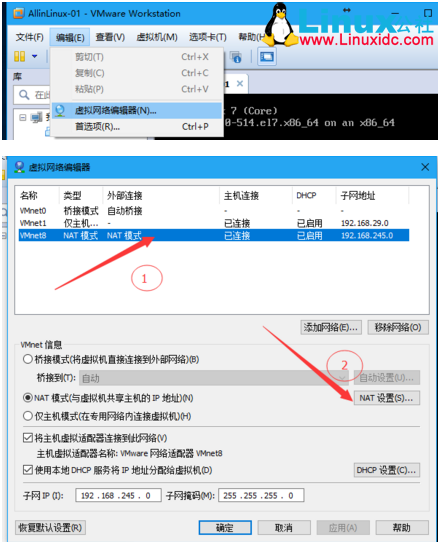 AllinLinux-01 - VMware Workstation
Linux公社
www.Linuxidc.com
文件(F) 编辑(E) 查看(V) 虚拟机(M) 选项卡(T) 帮助(H)
库
剪切(T) Ctrl+X
复制(C) Ctrl+C
粘贴(P) Ctrl+V
虚拟网络编辑器(N)...
首选项(R)... Ctrl+P
在此
1 ×
7 (Core)
0-514.el7.x86_64 on an x86_64
虚拟网络编辑器
名称 类型 外部连接 主机连接 DHCP 子网地址
VMnet0 桥接模式 自动桥接 - - -
VMnet1 仅主机... - 已连接 已启用 192.168.29.0
VMnet8 NAT 模式 NAT 模式 已连接 已启用 192.168.245.0
1
添加网络(E)... 移除网络(O)
VMnet 信息
桥接模式(将虚拟机直接连接到外部网络)(B)
2
桥接到(T): 自动 自动设置(U)...
NAT 模式(与虚拟机共享主机的 IP 地址)(N) NAT 设置(S)...
仅主机模式(在专用网络内连接虚拟机)(H)
将主机虚拟适配器连接到此网络(V)
主机虚拟适配器名称: VMware 网络适配器 VMnet8
使用本地 DHCP 服务将 IP 地址分配给虚拟机(D) DHCP 设置(C)...
子网 IP (I): 192 . 168 . 245 . 0 子网掩码(M): 255 . 255 . 255 . 0
恢复默认设置(R) 确定 取消 应用(A) 帮助